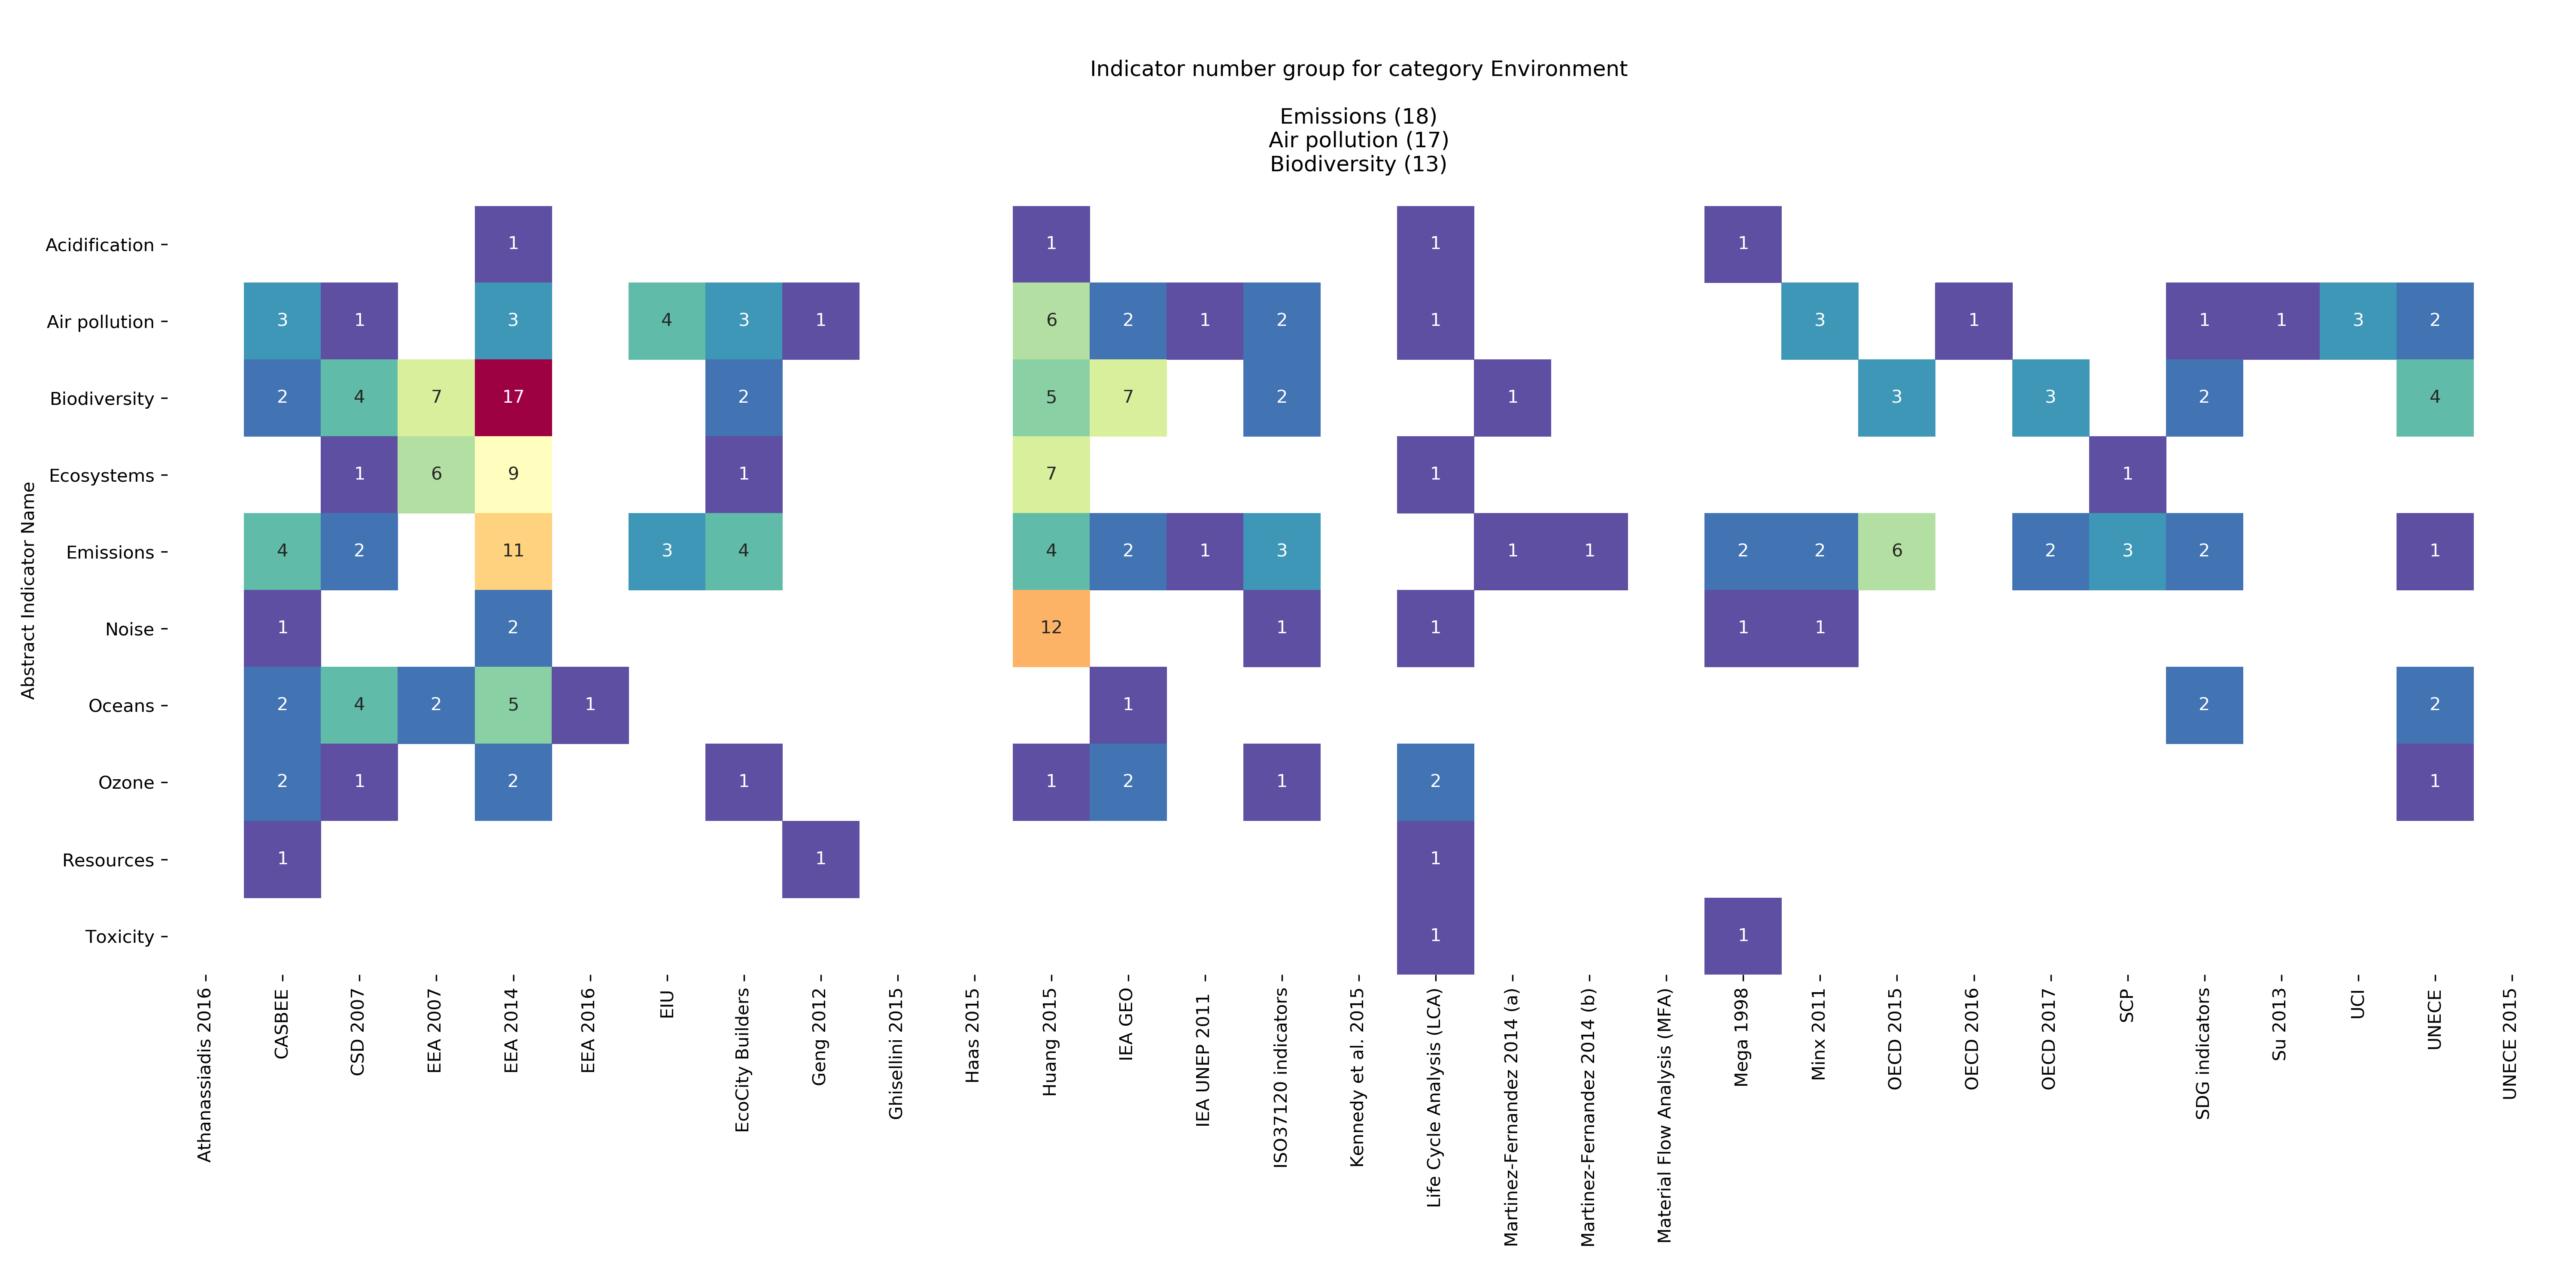 Indicator number group for category Environment
Emissions (18)
Air pollution (17)
Biodiversity (13)
Abstract Indicator Name
Acidification 1 1 1 1
Air pollution 3 1 3 4 3 1 6 2 1 2 1 3 1 1 1 3 2
Biodiversity 2 4 7 17 2 5 7 2 1 3 3 2 4
Ecosystems 1 6 9 1 7 1 1
Emissions 4 2 11 3 4 4 2 1 3 1 1 2 2 6 2 3 2 1
Noise 1 2 12 1 1 1 1
Oceans 2 4 2 5 1 1 2 2
Ozone 2 1 2 1 1 2 1 2 1
Resources 1 1 1
Toxicity 1 1
Athanassiadis 2016
CASBEE
CSD 2007
EEA 2007
EEA 2014
EEA 2016
EIU
EcoCity Builders
Geng 2012
Ghisellini 2015
Haas 2015
Huang 2015
IEA GEO
IEA UNEP 2011
ISO37120 indicators
Kennedy et al. 2015
Life Cycle Analysis (LCA)
Martinez-Fernandez 2014 (a)
Martinez-Fernandez 2014 (b)
Material Flow Analysis (MFA)
Mega 1998
Minx 2011
OECD 2015
OECD 2016
OECD 2017
SCP
SDG indicators
Su 2013
UCI
UNECE
UNECE 2015